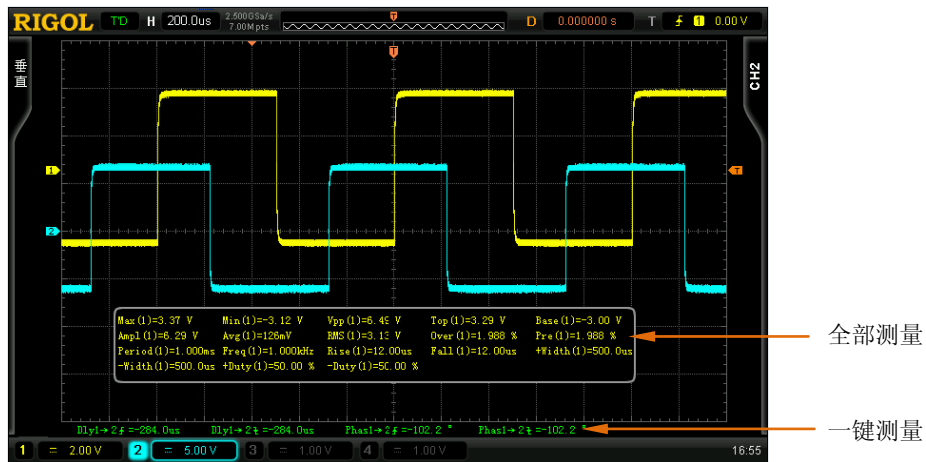 RIGOL T'D H 200.0us 2.500GSa/s 7.00Mpts D 0.000000 s T 1 0.00 V
垂直
CH2
T
1
T
2
Max(1)=3.37 V Min(1)=-3.12 V Vpp(1)=6.49 V Top(1)=3.29 V Base(1)=-3.00 V
Ampl(1)=6.29 V Avg(1)=126mV RMS(1)=3.13 V Over(1)=1.988 % Pre(1)=1.988 %
Period(1)=1.000ms Freq(1)=1.000kHz Rise(1)=12.00us Fall(1)=12.00us +Width(1)=500.0us
-Width(1)=500.0us +Duty(1)=50.00 % -Duty(1)=50.00 %
全部测量
Dly1→2=-284.0us Dly1→2=-284.0us Phas1→2=-102.2 ° Phas1→2=-102.2 °
一键测量
1 = 2.00 V 2 = 5.00 V 3 = 1.00 V 4 = 1.00 V 16:55